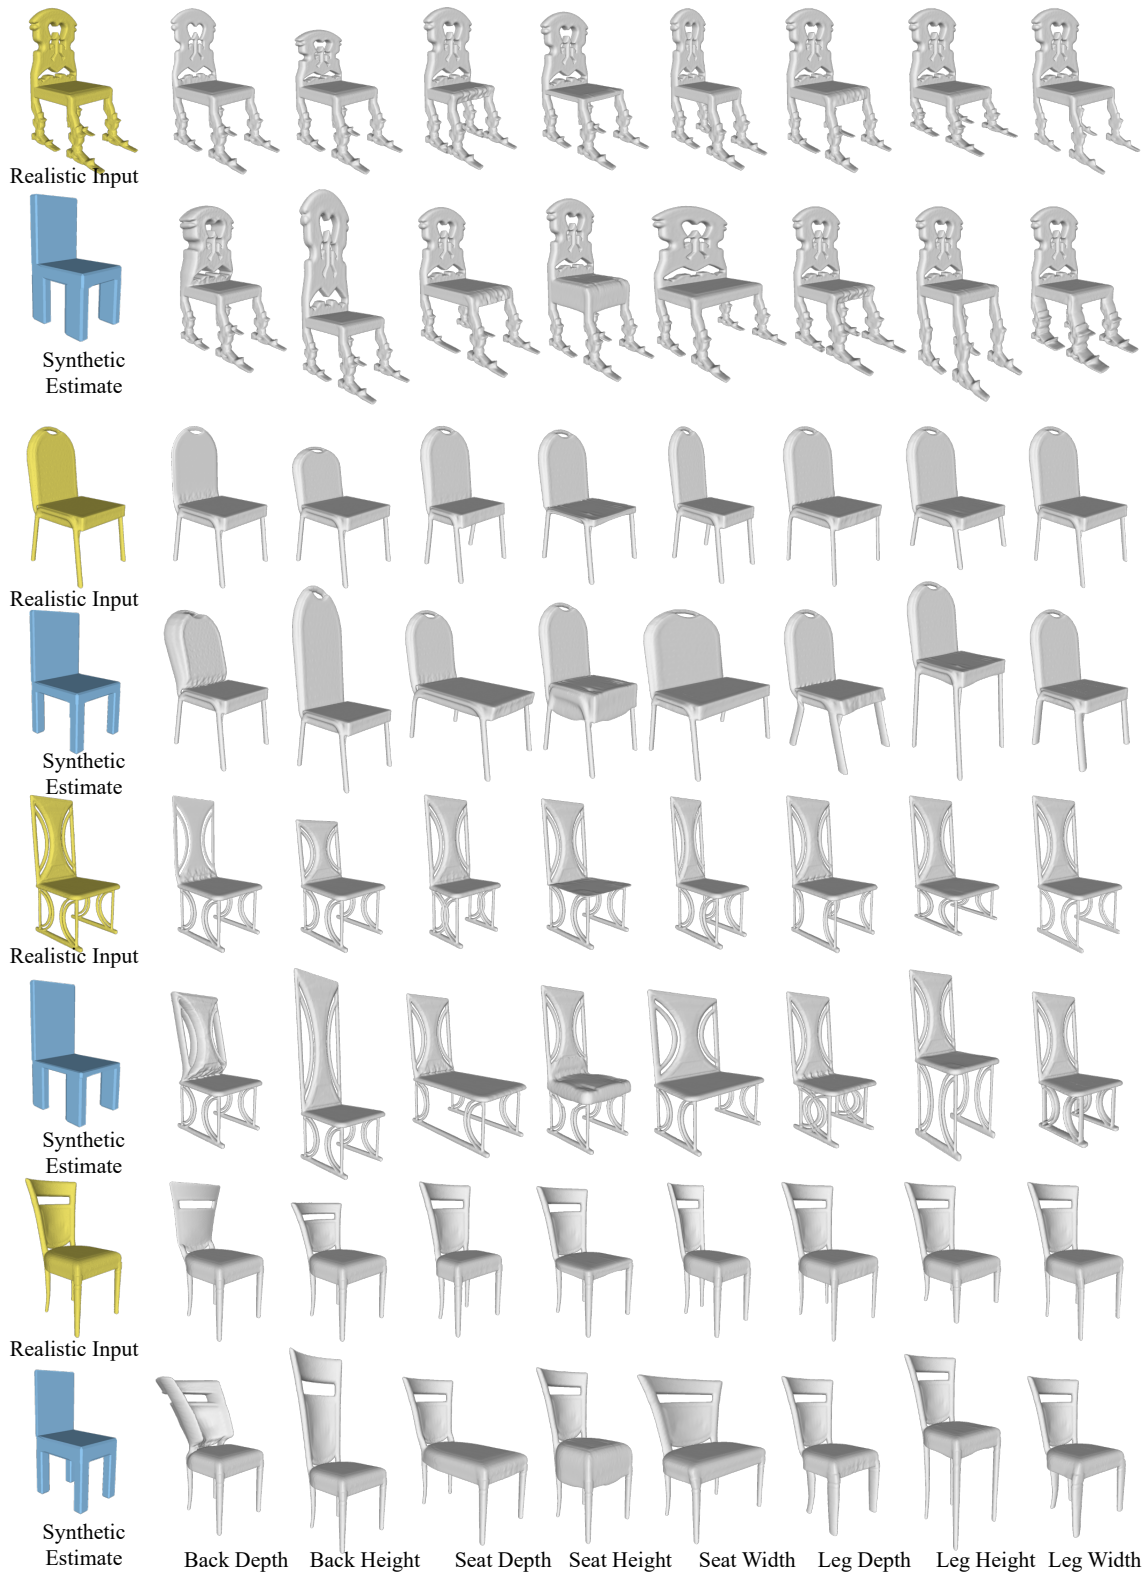 Realistic Input
Synthetic
Estimate
Realistic Input
Synthetic
Estimate
Realistic Input
Synthetic
Estimate
Realistic Input
Synthetic
Estimate
Back Depth Back Height Seat Depth Seat Height Seat Width Leg Depth Leg Height Leg Width